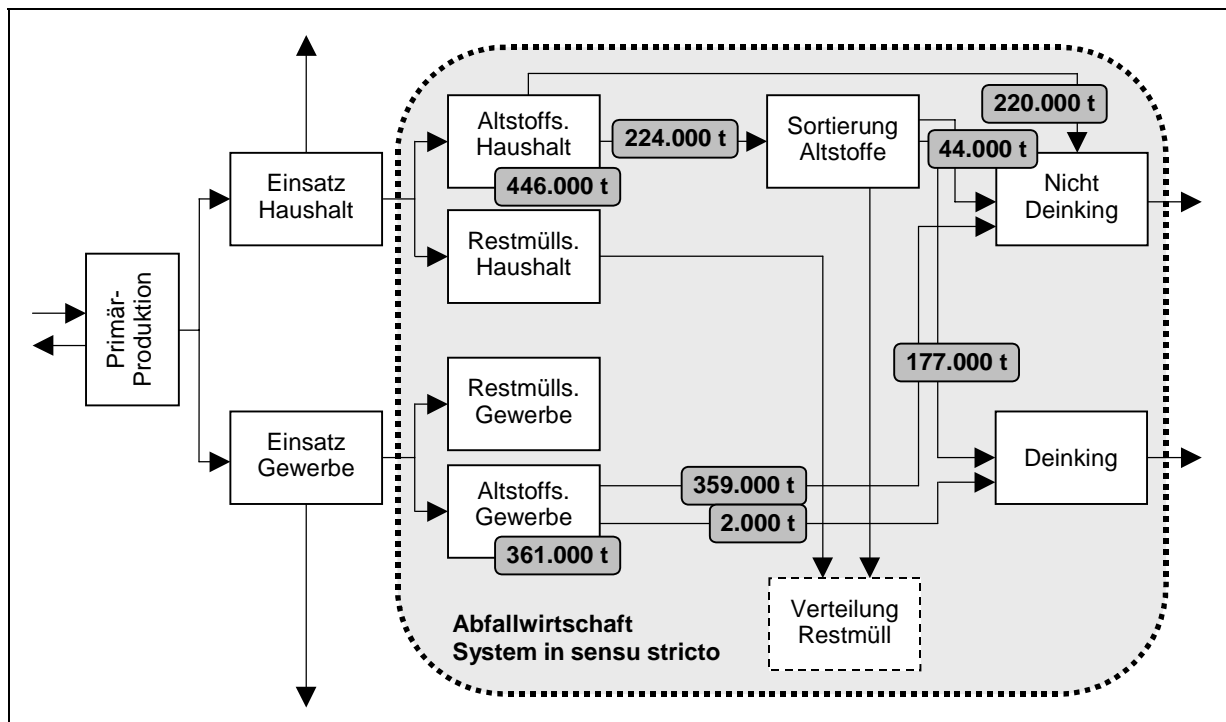 220.000 t
Altstoffs.
Haushalt
446.000 t
224.000 t
Sortierung
Altstoffe
44.000 t
Nicht
Deinking
Einsatz
Haushalt
Restmülls.
Haushalt
Primär-
Produktion
177.000 t
Restmülls.
Gewerbe
Einsatz
Gewerbe
Altstoffs.
Gewerbe
361.000 t
359.000 t
2.000 t
Deinking
Verteilung
Restmüll
Abfallwirtschaft
System in sensu stricto